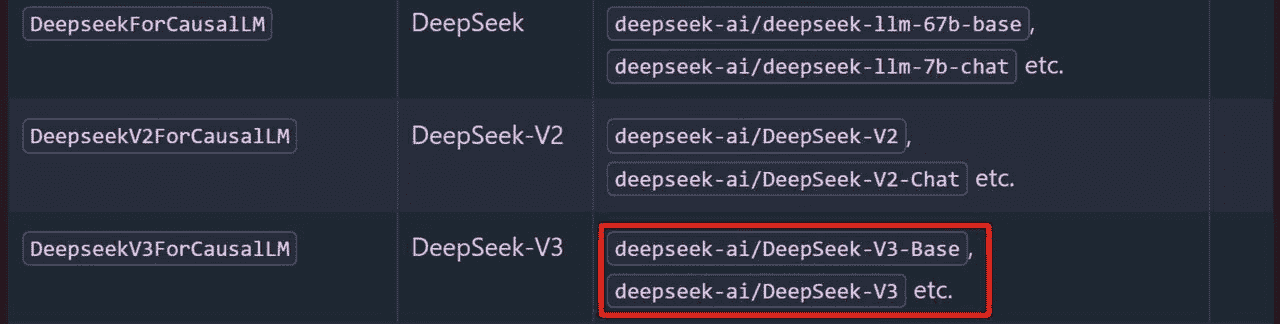 DeepseekForCausalLM DeepSeek deepseek-ai/deepseek-llm-67b-base,
deepseek-ai/deepseek-llm-7b-chat etc.
DeepseekV2ForCausalLM DeepSeek-V2 deepseek-ai/DeepSeek-V2,
deepseek-ai/DeepSeek-V2-Chat etc.
DeepseekV3ForCausalLM DeepSeek-V3 deepseek-ai/DeepSeek-V3-Base,
deepseek-ai/DeepSeek-V3 etc.